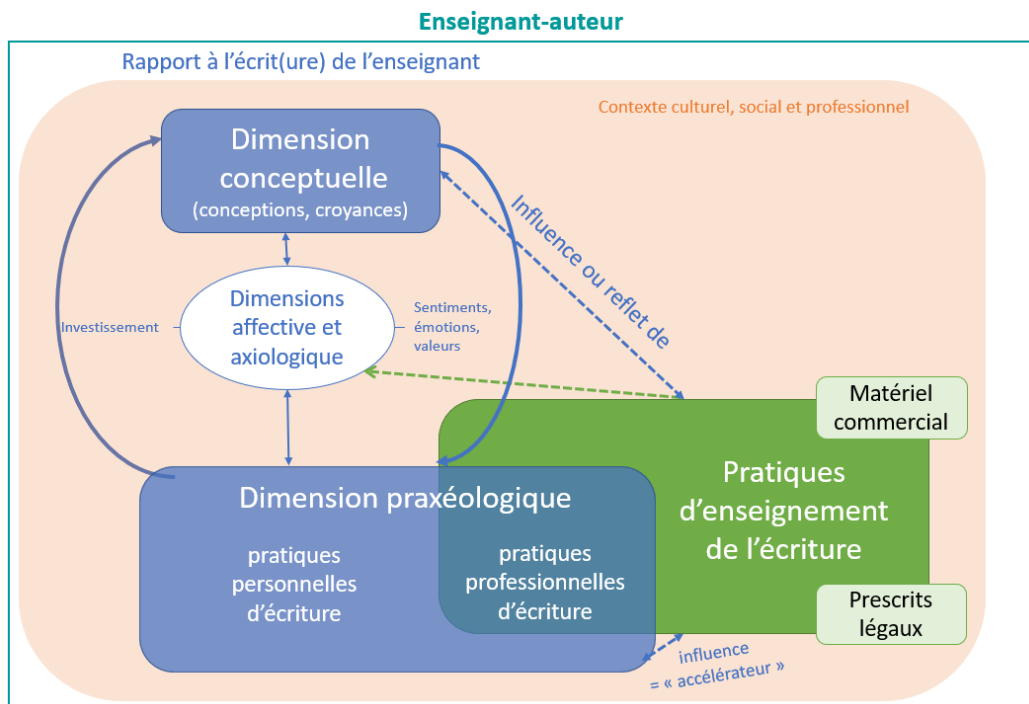 Enseignant-auteur
Rapport à l'écrit(ure) de l'enseignant
Contexte culturel, social et professionnel
Dimension
conceptuelle
(conceptions, croyances)
Influence ou reflet de
Dimensions
affective et
axiologique
Investissement
Sentiments,
émotions,
valeurs
Matériel
commercial
Pratiques
d'enseignement
de l'écriture
Dimension praxéologique
pratiques
personnelles
d'écriture
pratiques
professionnelles
d'écriture
Prescrits
légaux
influence
= « accélérateur »